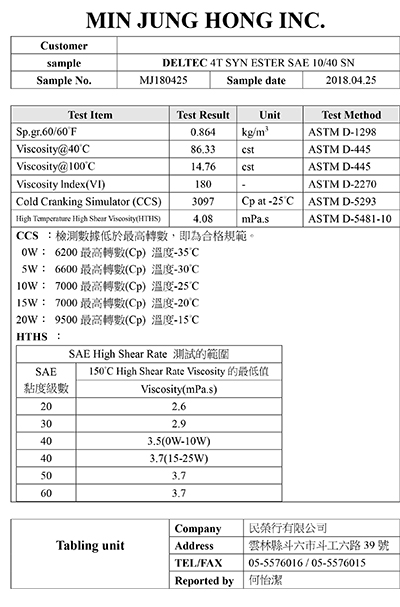 MIN JUNG HONG INC.
Customer
sample DELTEC 4T SYN ESTER SAE 10/40 SN
Sample No. MJ180425 Sample date 2018.04.25
Test Item Test Result Unit Test Method
Sp.gr.60/60°F 0.864 kg/m³ ASTM D-1298
Viscosity@40°C 86.33 cst ASTM D-445
Viscosity@100°C 14.76 cst ASTM D-445
Viscosity Index(VI) 180 - ASTM D-2270
Cold Cranking Simulator (CCS) 3097 Cp at -25°C ASTM D-5293
High Temperature High Shear Viscosity(HTHS) 4.08 mPa.s ASTM D-5481-10
CCS ：檢測數據低於最高轉數，即為合格規範。
0W： 6200 最高轉數(Cp) 溫度-35°C
5W： 6600 最高轉數(Cp) 溫度-30°C
10W： 7000 最高轉數(Cp) 溫度-25°C
15W： 7000 最高轉數(Cp) 溫度-20°C
20W： 9500 最高轉數(Cp) 溫度-15°C
HTHS ：
SAE High Shear Rate 測試的範圍
SAE 150°C High Shear Rate Viscosity 的最低值
黏度級數 Viscosity(mPa.s)
20 2.6
30 2.9
40 3.5(0W-10W)
40 3.7(15-25W)
50 3.7
60 3.7
Tabling unit
Company 民榮行有限公司
Address 雲林縣斗六市斗工六路 39 號
TEL/FAX 05-5576016 / 05-5576015
Reported by 何怡潔